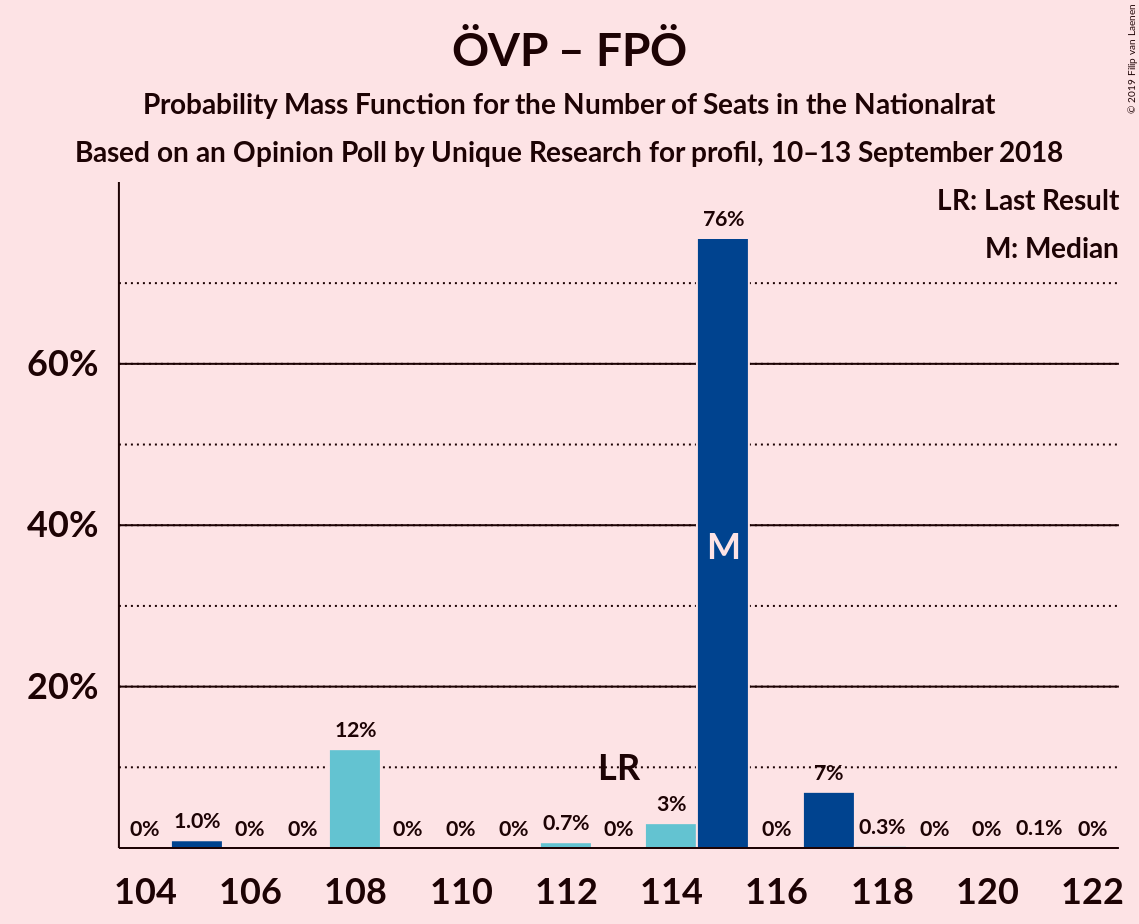 ÖVP – FPÖ
Probability Mass Function for the Number of Seats in the Nationalrat
Based on an Opinion Poll by Unique Research for profil, 10–13 September 2018
© 2019 Filip van Laenen
LR: Last Result
M: Median
76%
60%
40%
M
20%
12%
LR
7%
3%
0% 1.0% 0% 0% 0% 0% 0% 0.7% 0% 0% 0.3% 0% 0% 0.1% 0%
104 106 108 110 112 114 116 118 120 122